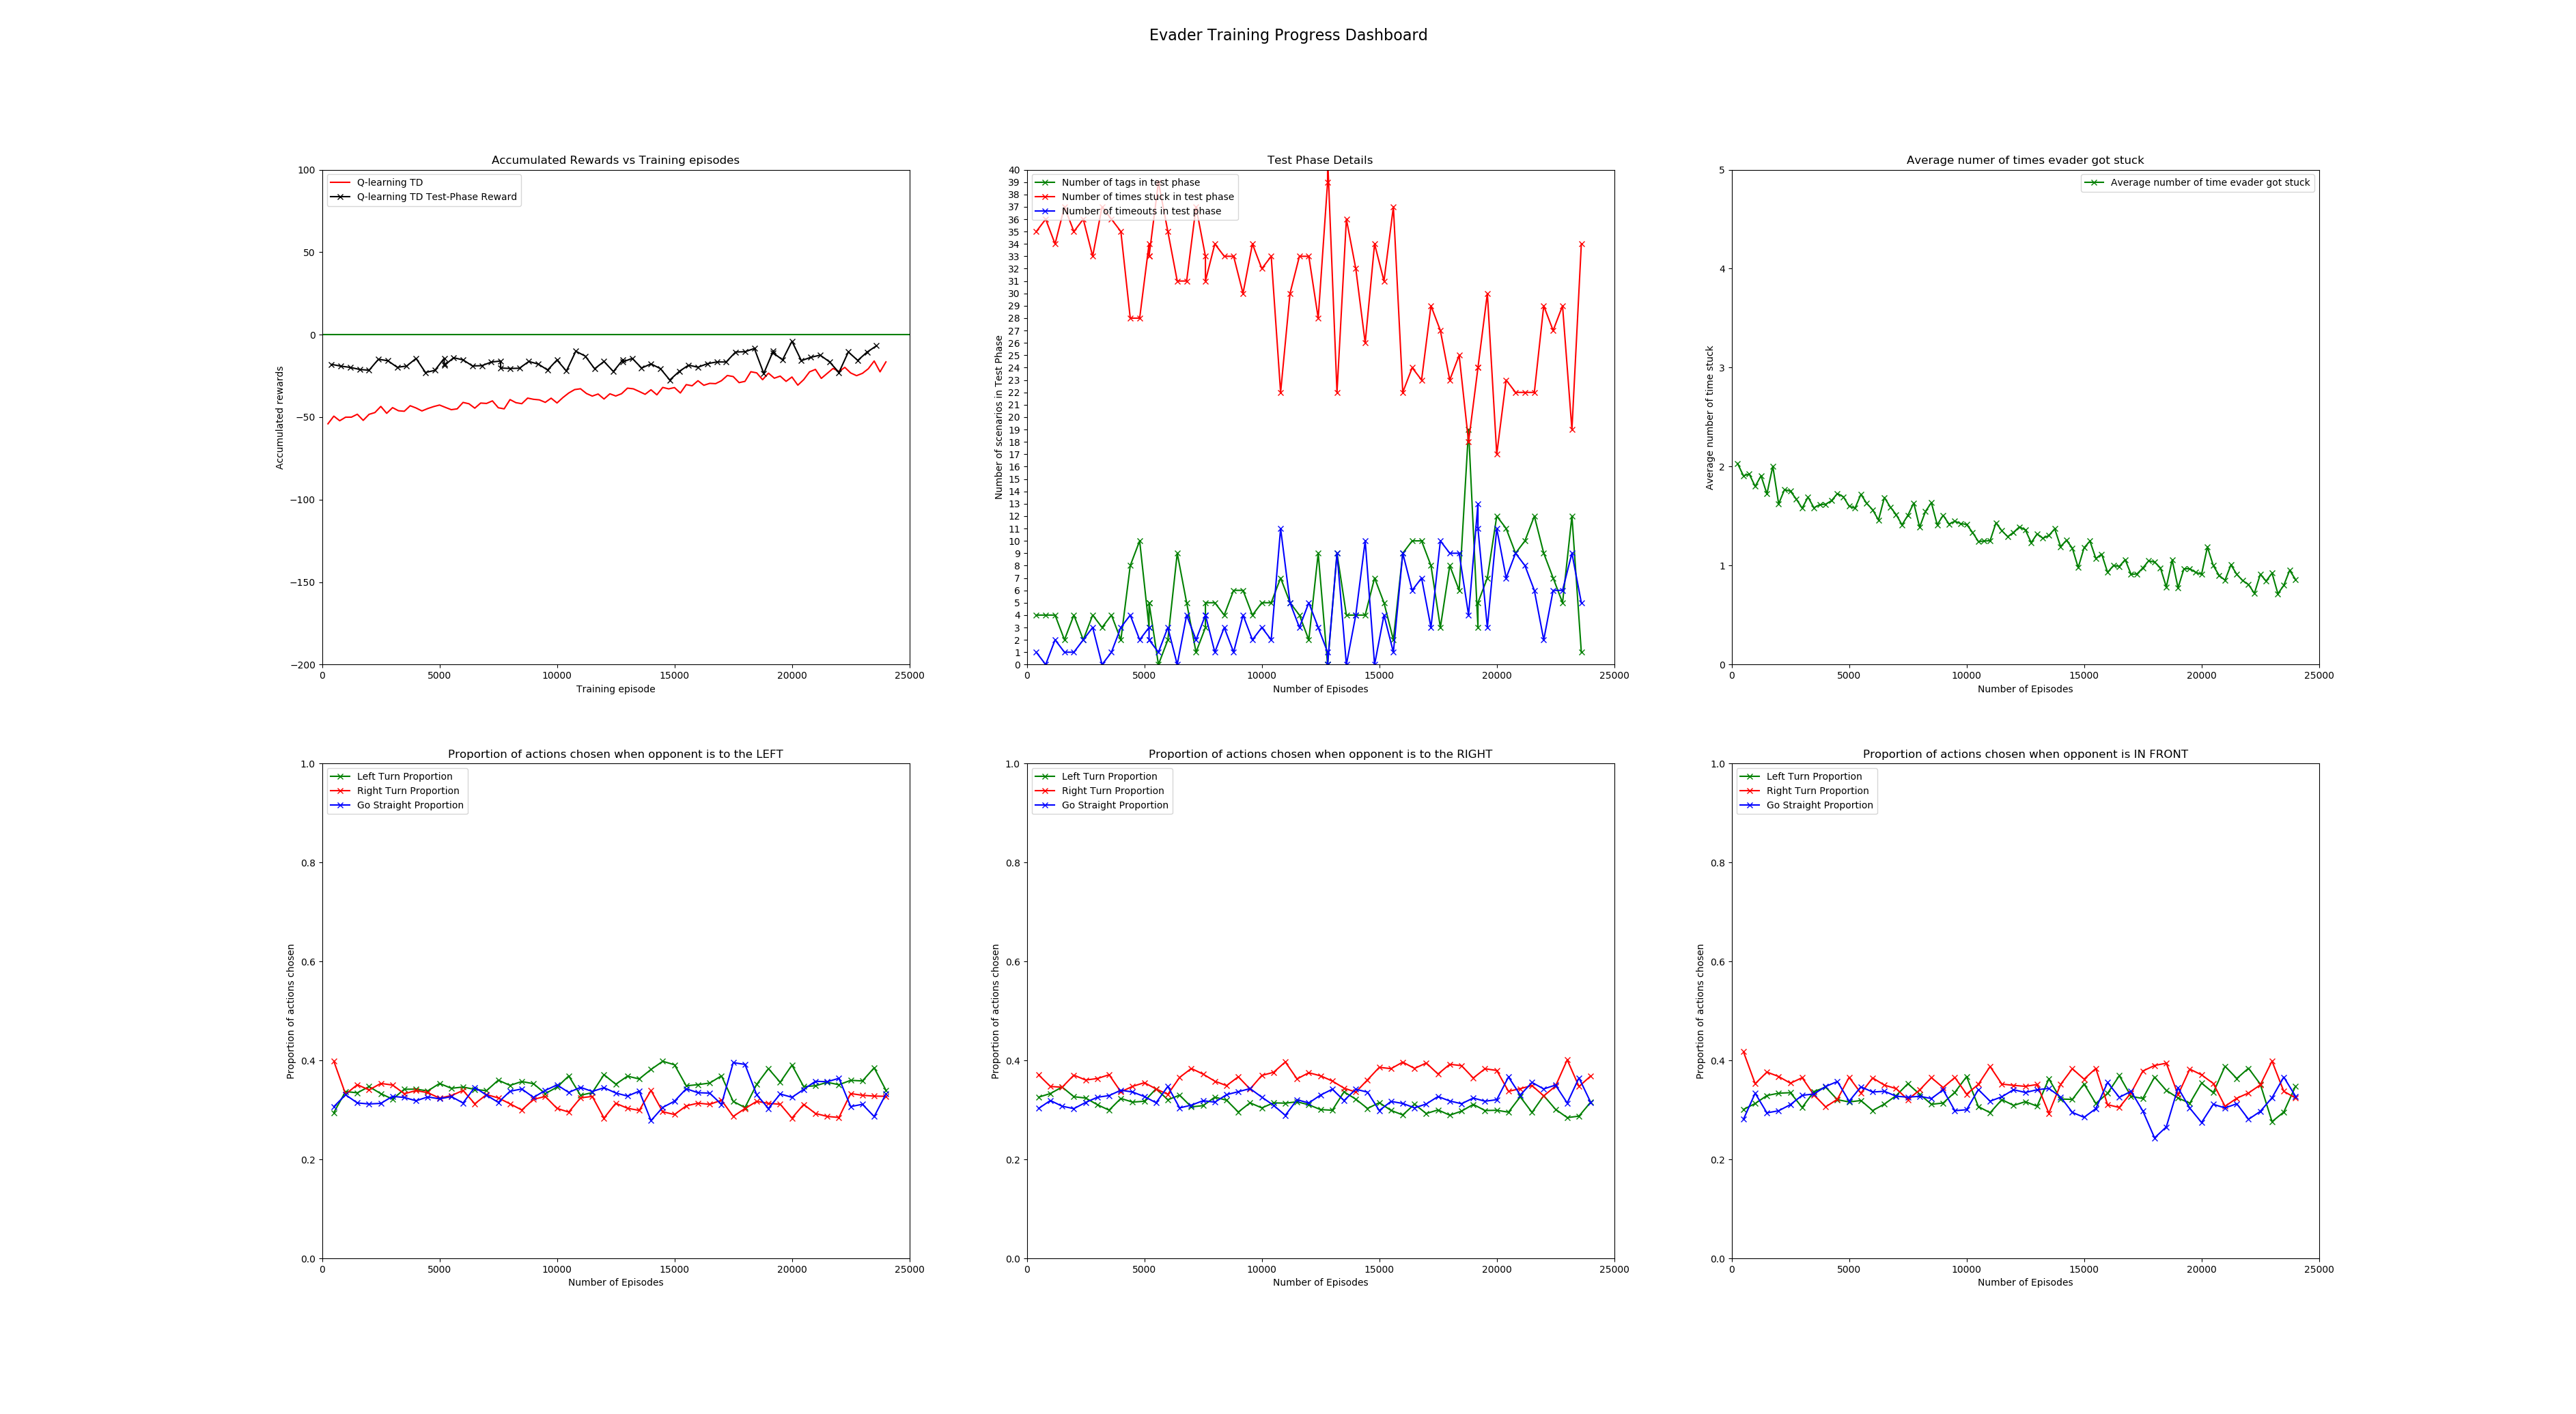 Evader Training Progress Dashboard
Accumulated Rewards vs Training episodes
Q-learning TD
Q-learning TD Test-Phase Reward
Accumulated rewards
100
50
0
−50
−100
−150
−200
0 5000 10000 15000 20000 25000
Training episode
Test Phase Details
Number of tags in test phase
Number of times stuck in test phase
Number of timeouts in test phase
Number of scenarios in Test Phase
40
39
38
37
36
35
34
33
32
31
30
29
28
27
26
25
24
23
22
21
20
19
18
17
16
15
14
13
12
11
10
9
8
7
6
5
4
3
2
1
0
0 5000 10000 15000 20000 25000
Number of Episodes
Average numer of times evader got stuck
Average number of time evader got stuck
Average number of time stuck
5
4
3
2
1
0
0 5000 10000 15000 20000 25000
Number of Episodes
Proportion of actions chosen when opponent is to the LEFT
Left Turn Proportion
Right Turn Proportion
Go Straight Proportion
Proportion of actions chosen
1.0
0.8
0.6
0.4
0.2
0.0
0 5000 10000 15000 20000 25000
Number of Episodes
Proportion of actions chosen when opponent is to the RIGHT
Left Turn Proportion
Right Turn Proportion
Go Straight Proportion
Proportion of actions chosen
1.0
0.8
0.6
0.4
0.2
0.0
0 5000 10000 15000 20000 25000
Number of Episodes
Proportion of actions chosen when opponent is IN FRONT
Left Turn Proportion
Right Turn Proportion
Go Straight Proportion
Proportion of actions chosen
1.0
0.8
0.6
0.4
0.2
0.0
0 5000 10000 15000 20000 25000
Number of Episodes